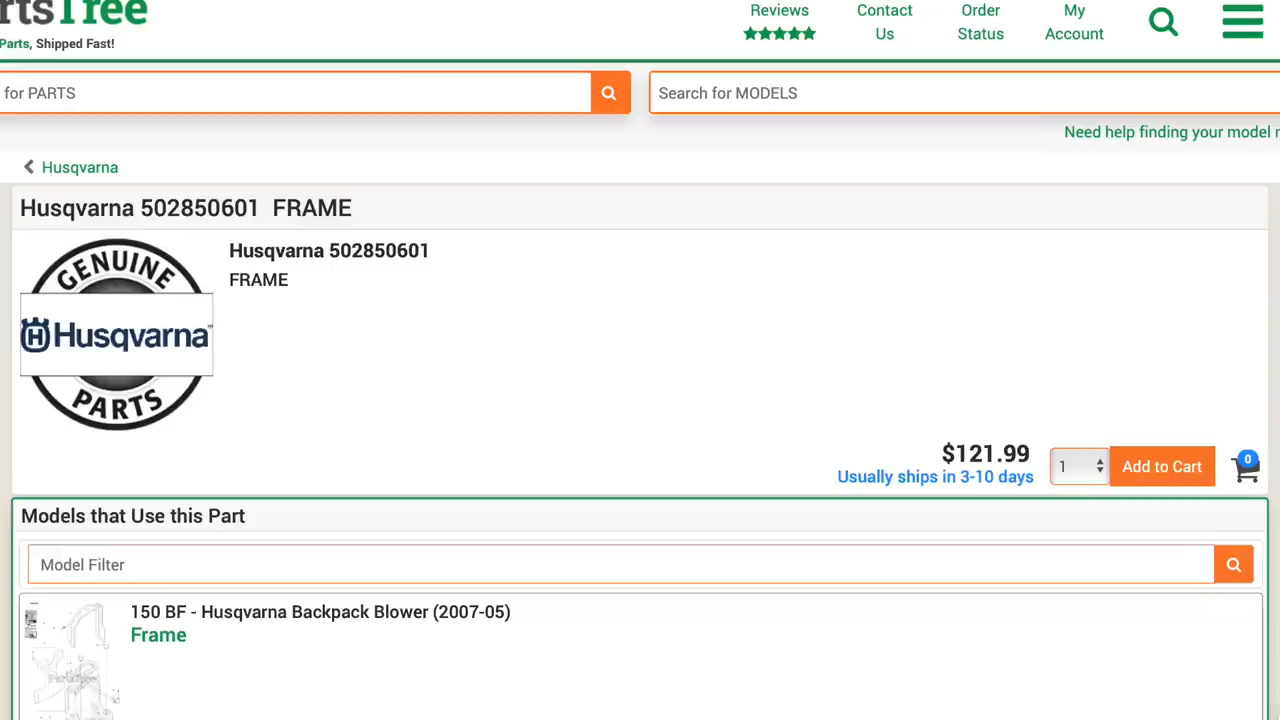 rtsTree
Parts, Shipped Fast!
Reviews
Contact
Us
Order
Status
My
Account
for PARTS
Search for MODELS
Need help finding your model
Husqvarna
Husqvarna 502850601 FRAME
GENUINE
Husqvarna
PARTS
Husqvarna 502850601
FRAME
$121.99
Usually ships in 3-10 days
1
Add to Cart
0
Models that Use this Part
Model Filter
150 BF - Husqvarna Backpack Blower (2007-05)
Frame
PartsTree